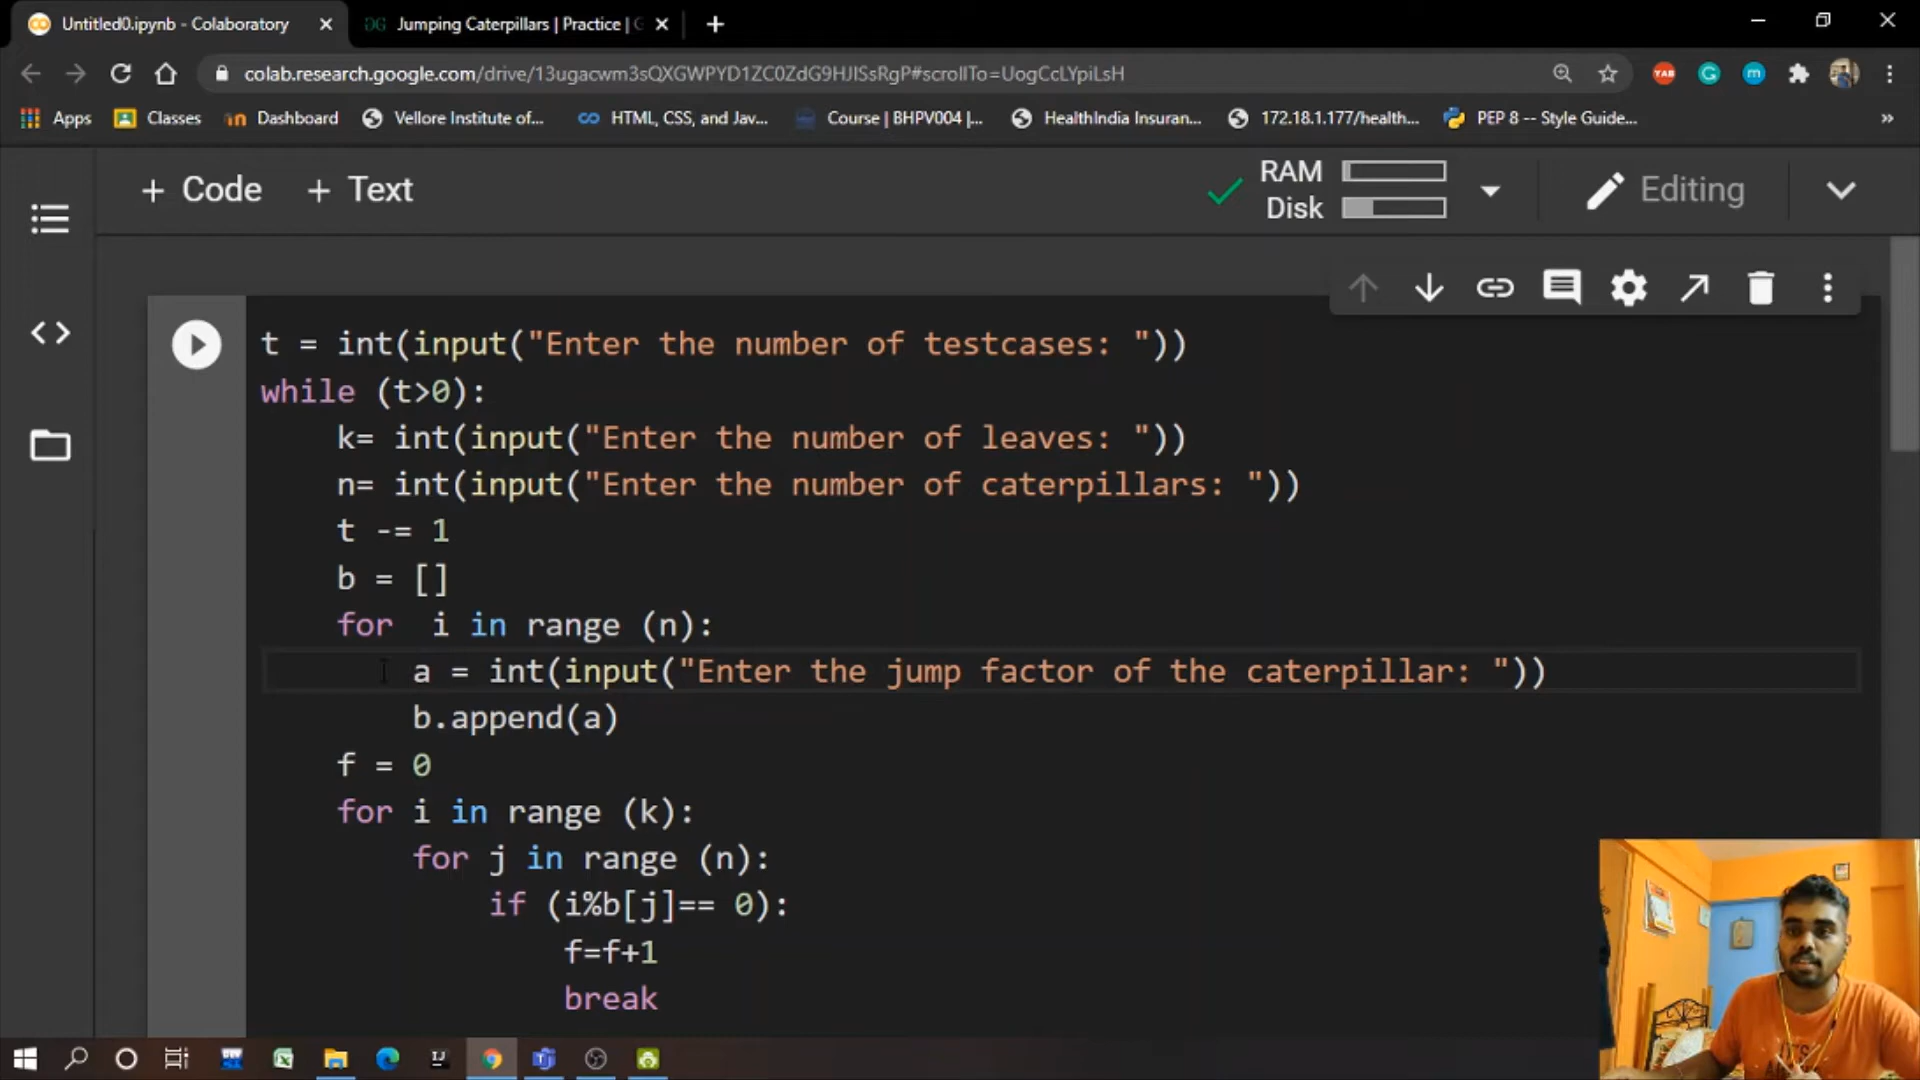 Untitled0.ipynb - Colaboratory
Jumping Caterpillars | Practice |
colab.research.google.com/drive/13ugacwm3sQXGWPYD1ZC0ZdG9HJISsRgP#scrollTo=UogCcLYpiLsH
Apps
Classes
Dashboard
Vellore Institute of...
HTML, CSS, and Jav...
Course | BHPV004 |...
HealthIndia Insuran...
172.18.1.177/health...
PEP 8 -- Style Guide...
»
+ Code
+ Text
RAM
Disk
Editing
t = int(input("Enter the number of testcases: "))
while (t>0):
k= int(input("Enter the number of leaves: "))
n= int(input("Enter the number of caterpillars: "))
t -= 1
b = []
for  i in range (n):
a = int(input("Enter the jump factor of the caterpillar: "))
b.append(a)
f = 0
for i in range (k):
for j in range (n):
if (i%b[j]== 0):
f=f+1
break